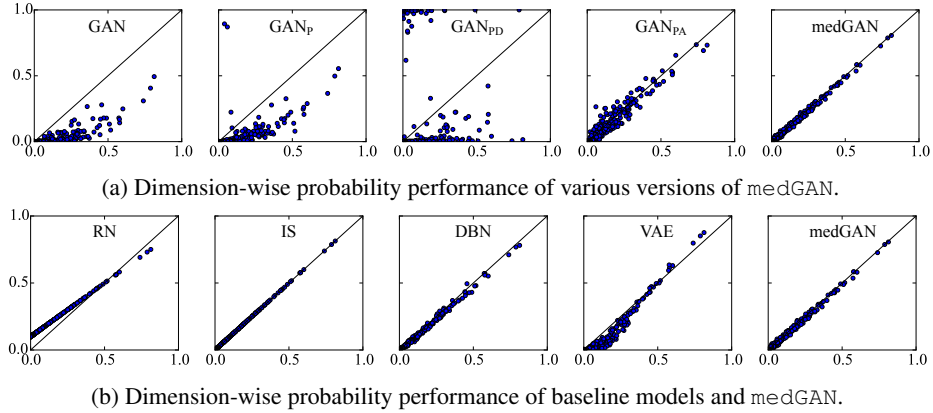 GAN GAN_P GAN_PD GAN_PA medGAN
1.0
0.5
0.0
0.0 0.5 1.0 0.0 0.5 1.0 0.0 0.5 1.0 0.0 0.5 1.0 0.0 0.5 1.0
(a) Dimension-wise probability performance of various versions of medGAN.
1.0
RN IS DBN VAE medGAN
0.5
0.0
0.0 0.5 1.0 0.0 0.5 1.0 0.0 0.5 1.0 0.0 0.5 1.0 0.0 0.5 1.0
(b) Dimension-wise probability performance of baseline models and medGAN.